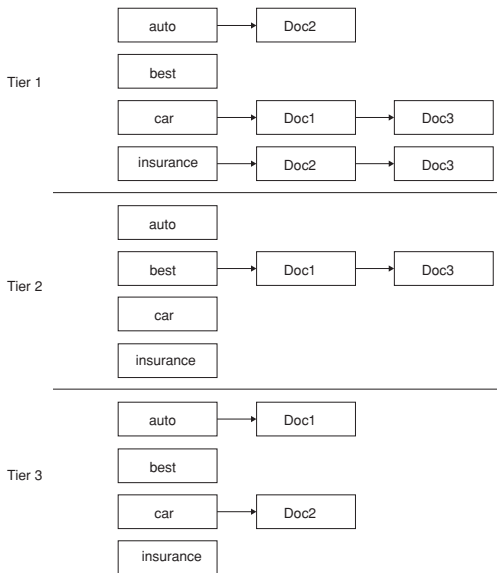 auto Doc2
best
Tier 1
car Doc1 Doc3
insurance Doc2 Doc3
auto
best Doc1 Doc3
Tier 2
car
insurance
auto Doc1
best
Tier 3
car Doc2
insurance